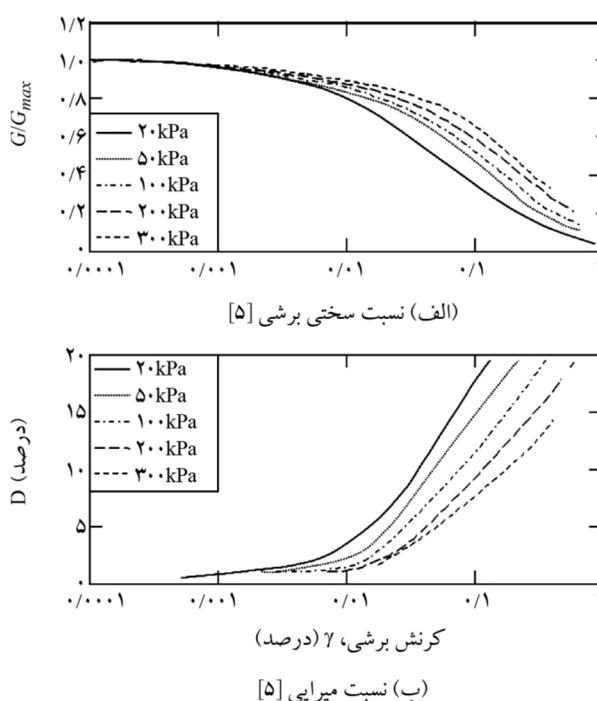 ۱/۲
۱/۰
۰/۸
۰/۶
۰/۴
۰/۲
۰
G/Gmax
۲۰kPa
۵۰kPa
۱۰۰kPa
۲۰۰kPa
۳۰۰kPa
۰/۰۰۰۱ ۰/۰۰۱ ۰/۰۱ ۰/۱
(الف) نسبت سختی برشی [۵]
۲۰
۱۵
۱۰
۵
۰
D (درصد)
۲۰kPa
۵۰kPa
۱۰۰kPa
۲۰۰kPa
۳۰۰kPa
۰/۰۰۰۱ ۰/۰۰۱ ۰/۰۱ ۰/۱
کرنش برشی، γ (درصد)
(ب) نسبت میرایی [۵]